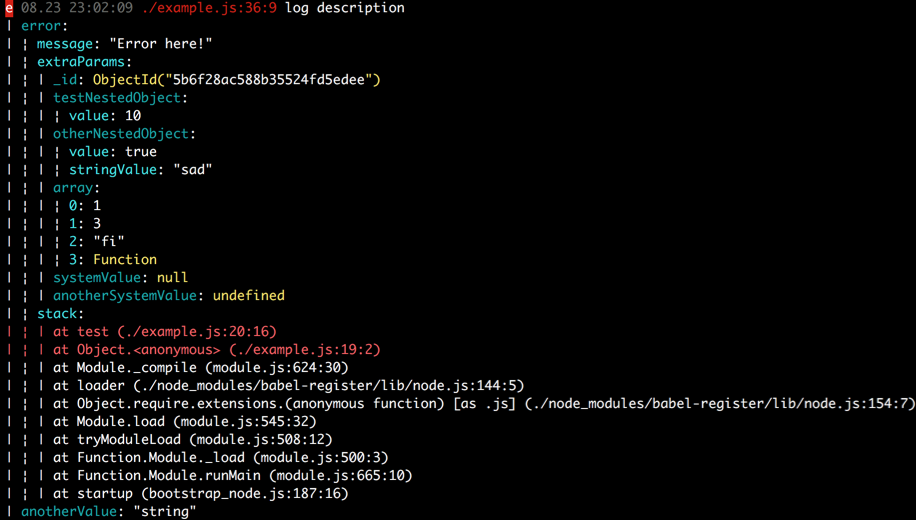 e 08.23 23:02:09 ./example.js:36:9 log description
| error:
| ¦ message: "Error here!"
| ¦ extraParams:
| ¦ | _id: ObjectId("5b6f28ac588b35524fd5edee")
| ¦ | testNestedObject:
| ¦ | ¦ value: 10
| ¦ | otherNestedObject:
| ¦ | ¦ value: true
| ¦ | ¦ stringValue: "sad"
| ¦ | array:
| ¦ | ¦ 0: 1
| ¦ | ¦ 1: 3
| ¦ | ¦ 2: "fi"
| ¦ | ¦ 3: Function
| ¦ | systemValue: null
| ¦ | anotherSystemValue: undefined
| ¦ stack:
| ¦ | at test (./example.js:20:16)
| ¦ | at Object.<anonymous> (./example.js:19:2)
| ¦ | at Module._compile (module.js:624:30)
| ¦ | at loader (./node_modules/babel-register/lib/node.js:144:5)
| ¦ | at Object.require.extensions.(anonymous function) [as .js] (./node_modules/babel-register/lib/node.js:154:7)
| ¦ | at Module.load (module.js:545:32)
| ¦ | at tryModuleLoad (module.js:508:12)
| ¦ | at Function.Module._load (module.js:500:3)
| ¦ | at Function.Module.runMain (module.js:665:10)
| ¦ | at startup (bootstrap_node.js:187:16)
| anotherValue: "string"